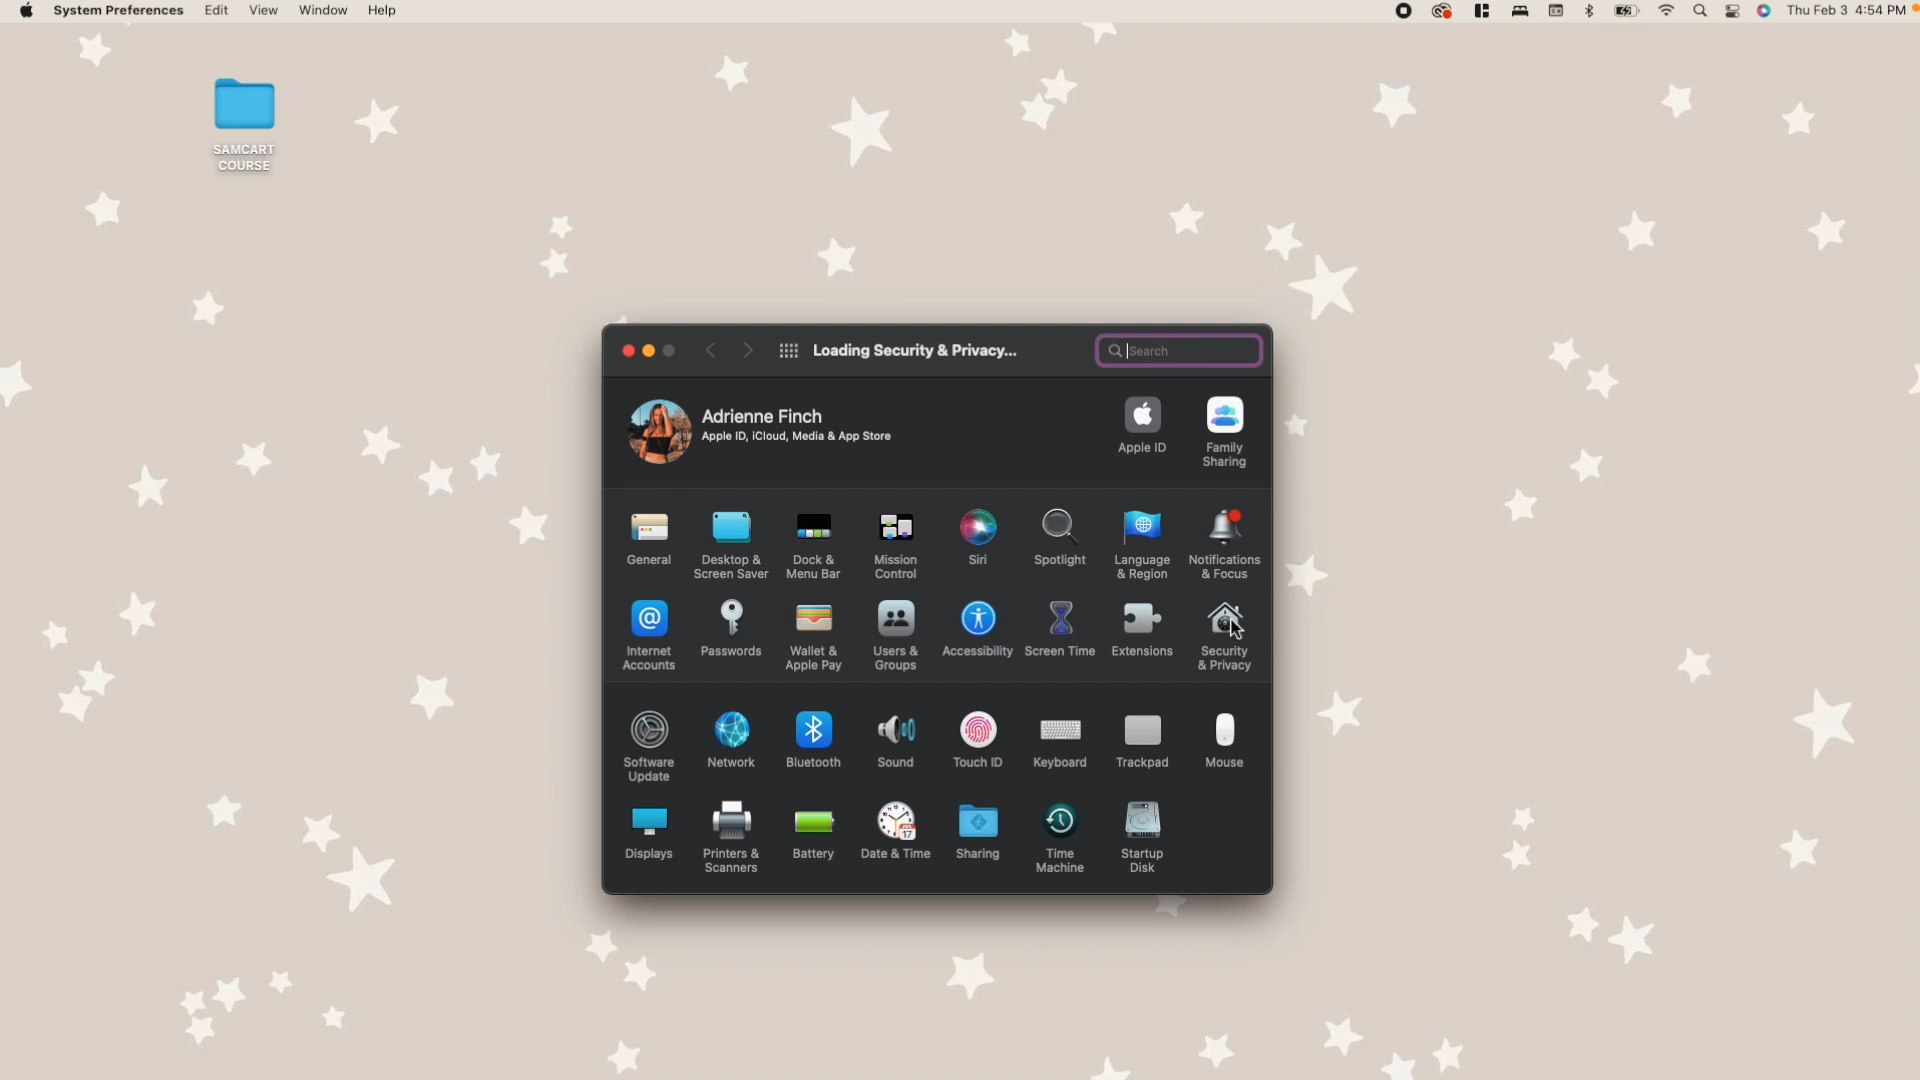 System Preferences Edit View Window Help
Thu Feb 3 4:54 PM
SAMCART
COURSE
Loading Security & Privacy...
Search
Adrienne Finch
Apple ID, iCloud, Media & App Store
Apple ID
Family
Sharing
General
Desktop &
Screen Saver
Dock &
Menu Bar
Mission
Control
Siri
Spotlight
Language
& Region
Notifications
& Focus
Internet
Accounts
Passwords
Wallet &
Apple Pay
Users &
Groups
Accessibility
Screen Time
Extensions
Security
& Privacy
Software
Update
Network
Bluetooth
Sound
Touch ID
Keyboard
Trackpad
Mouse
Displays
Printers &
Scanners
Battery
Date & Time
Sharing
Time
Machine
Startup
Disk